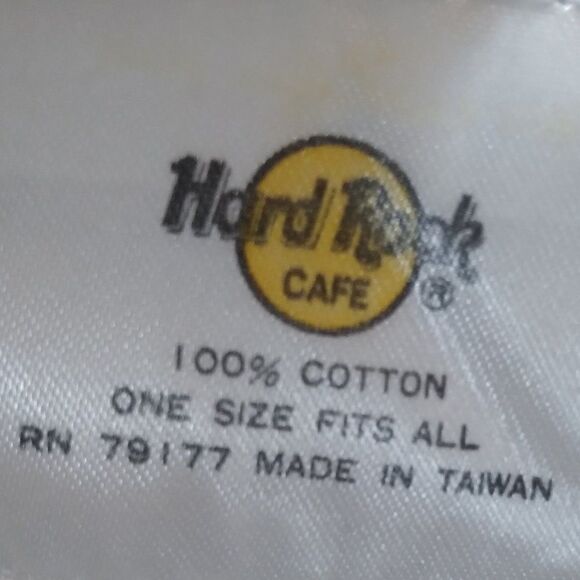 Hard Rock
CAFE
®
100% COTTON
ONE SIZE FITS ALL
RN 79177 MADE IN TAIWAN